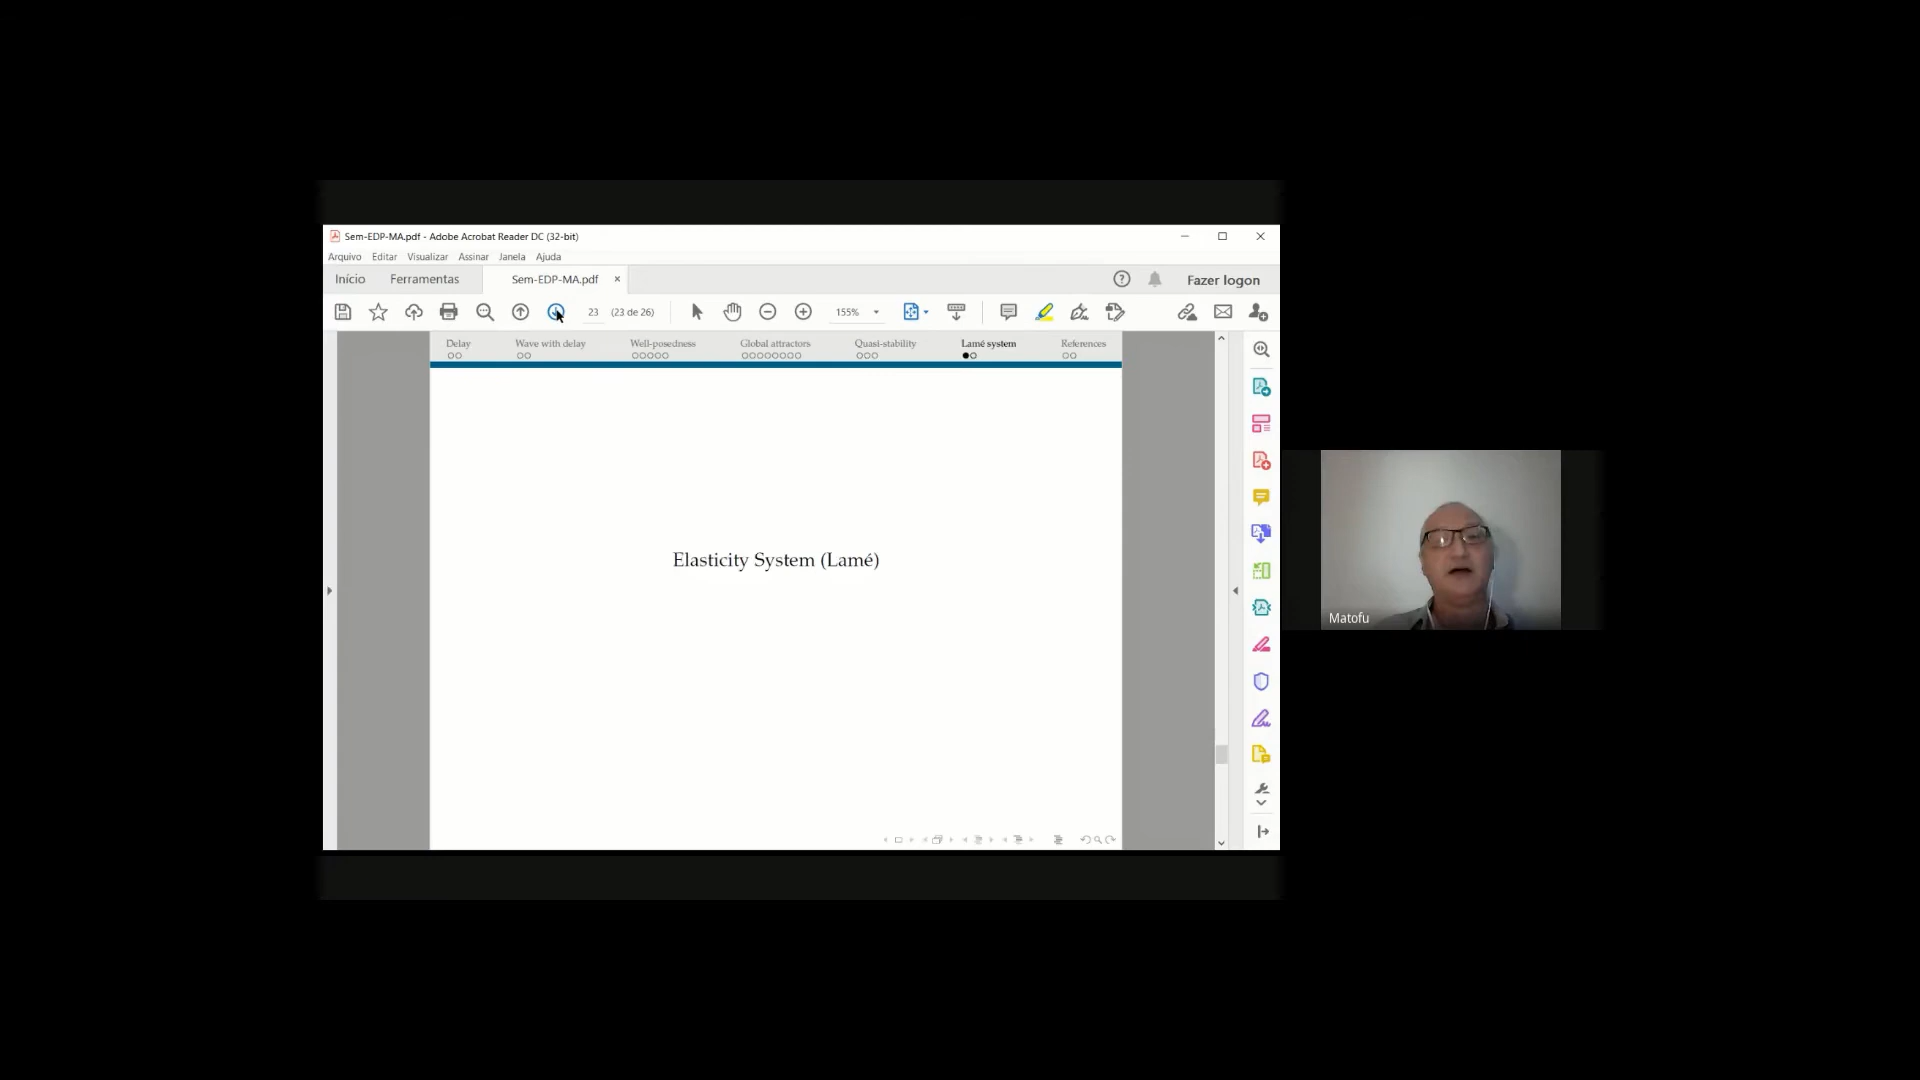 Sem-EDP-MA.pdf - Adobe Acrobat Reader DC (32-bit)
Arquivo Editar Visualizar Assinar Janela Ajuda
Início Ferramentas Sem-EDP-MA.pdf × Fazer logon
23 (23 de 26) 155%
Delay Wave with delay Well-posedness Global attractors Quasi-stability Lamé system References
Elasticity System (Lamé)
Matofu